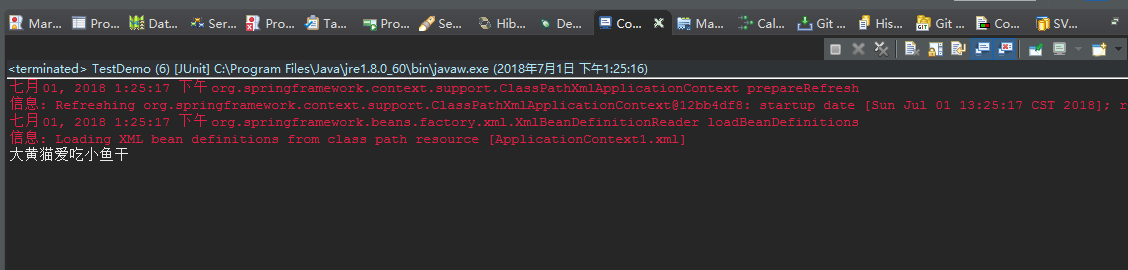 Mar... Pro... Dat... Ser... Pro... Ta... Pro... Se... Hib... De... Co... Ma... Cal... Git ... His... Git ... Co... SV...
<terminated> TestDemo (6) [JUnit] C:\Program Files\Java\jre1.8.0_60\bin\javaw.exe (2018年7月1日 下午1:25:16)
七月 01, 2018 1:25:17 下午 org.springframework.context.support.ClassPathXmlApplicationContext prepareRefresh
信息: Refreshing org.springframework.context.support.ClassPathXmlApplicationContext@12bb4df8: startup date [Sun Jul 01 13:25:17 CST 2018]; r
七月 01, 2018 1:25:17 下午 org.springframework.beans.factory.xml.XmlBeanDefinitionReader loadBeanDefinitions
信息: Loading XML bean definitions from class path resource [ApplicationContext1.xml]
大黄猫爱吃小鱼干